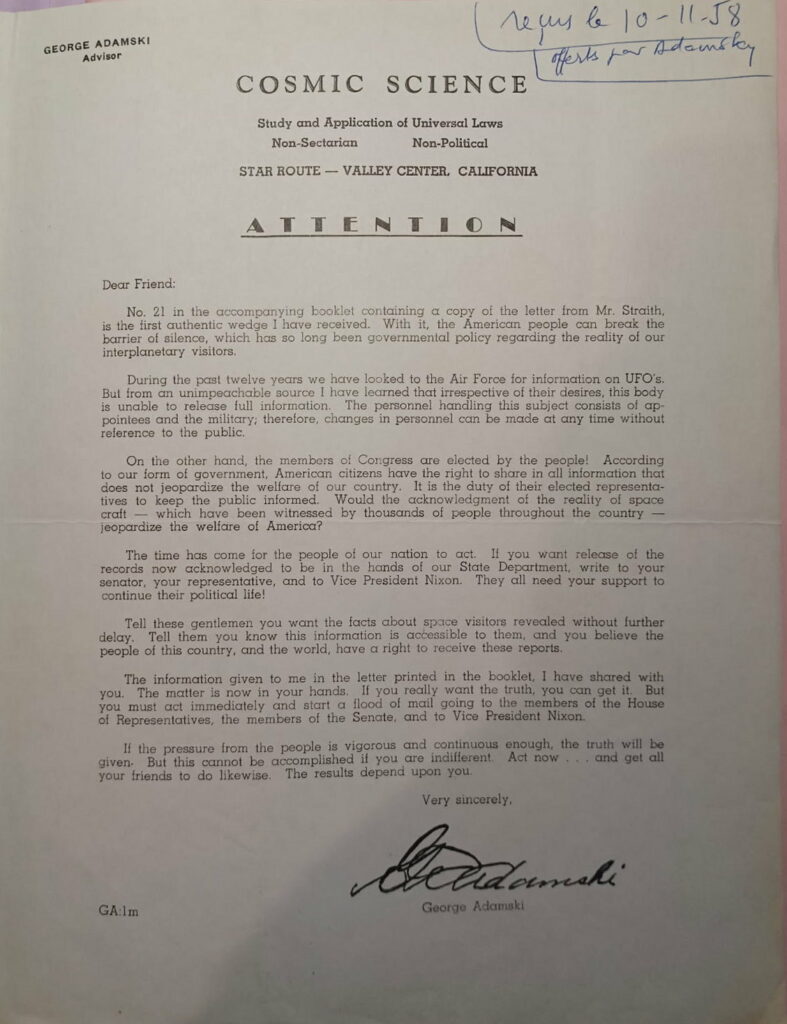 reçus le 10-11-58
offerts par Adamsky
GEORGE ADAMSKI
Advisor
COSMIC SCIENCE
Study and Application of Universal Laws
Non-Sectarian Non-Political
STAR ROUTE — VALLEY CENTER, CALIFORNIA
ATTENTION
Dear Friend:
No. 21 in the accompanying booklet containing a copy of the letter from Mr. Straith,
is the first authentic wedge I have received. With it, the American people can break the
barrier of silence, which has so long been governmental policy regarding the reality of our
interplanetary visitors.
During the past twelve years we have looked to the Air Force for information on UFO's.
But from an unimpeachable source I have learned that irrespective of their desires, this body
is unable to release full information. The personnel handling this subject consists of ap-
pointees and the military; therefore, changes in personnel can be made at any time without
reference to the public.
On the other hand, the members of Congress are elected by the people! According
to our form of government, American citizens have the right to share in all information that
does not jeopardize the welfare of our country. It is the duty of their elected representa-
tives to keep the public informed. Would the acknowledgment of the reality of space
craft — which have been witnessed by thousands of people throughout the country —
jeopardize the welfare of America?
The time has come for the people of our nation to act. If you want release of the
records now acknowledged to be in the hands of our State Department, write to your
senator, your representative, and to Vice President Nixon. They all need your support to
continue their political life!
Tell these gentlemen you want the facts about space visitors revealed without further
delay. Tell them you know this information is accessible to them, and you believe the
people of this country, and the world, have a right to receive these reports.
The information given to me in the letter printed in the booklet, I have shared with
you. The matter is now in your hands. If you really want the truth, you can get it. But
you must act immediately and start a flood of mail going to the members of the House
of Representatives, the members of the Senate, and to Vice President Nixon.
If the pressure from the people is vigorous and continuous enough, the truth will be
given. But this cannot be accomplished if you are indifferent. Act now . . . and get all
your friends to do likewise. The results depend upon you.
Very sincerely,
Geo Adamski
George Adamski
GA:lm